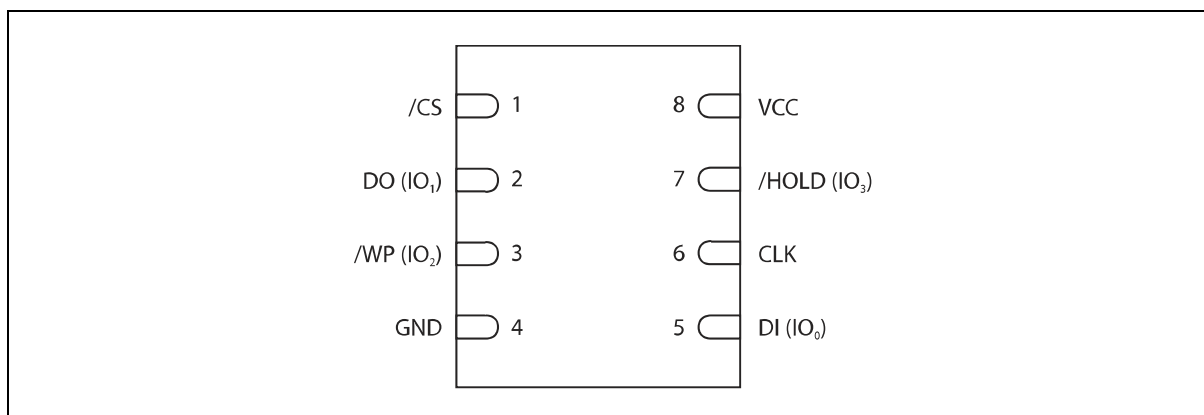 /CS 1 8 VCC
DO (IO₁) 2 7 /HOLD (IO₃)
/WP (IO₂) 3 6 CLK
GND 4 5 DI (IO₀)